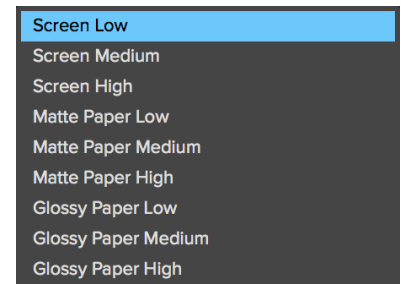 Screen Low
Screen Medium
Screen High
Matte Paper Low
Matte Paper Medium
Matte Paper High
Glossy Paper Low
Glossy Paper Medium
Glossy Paper High